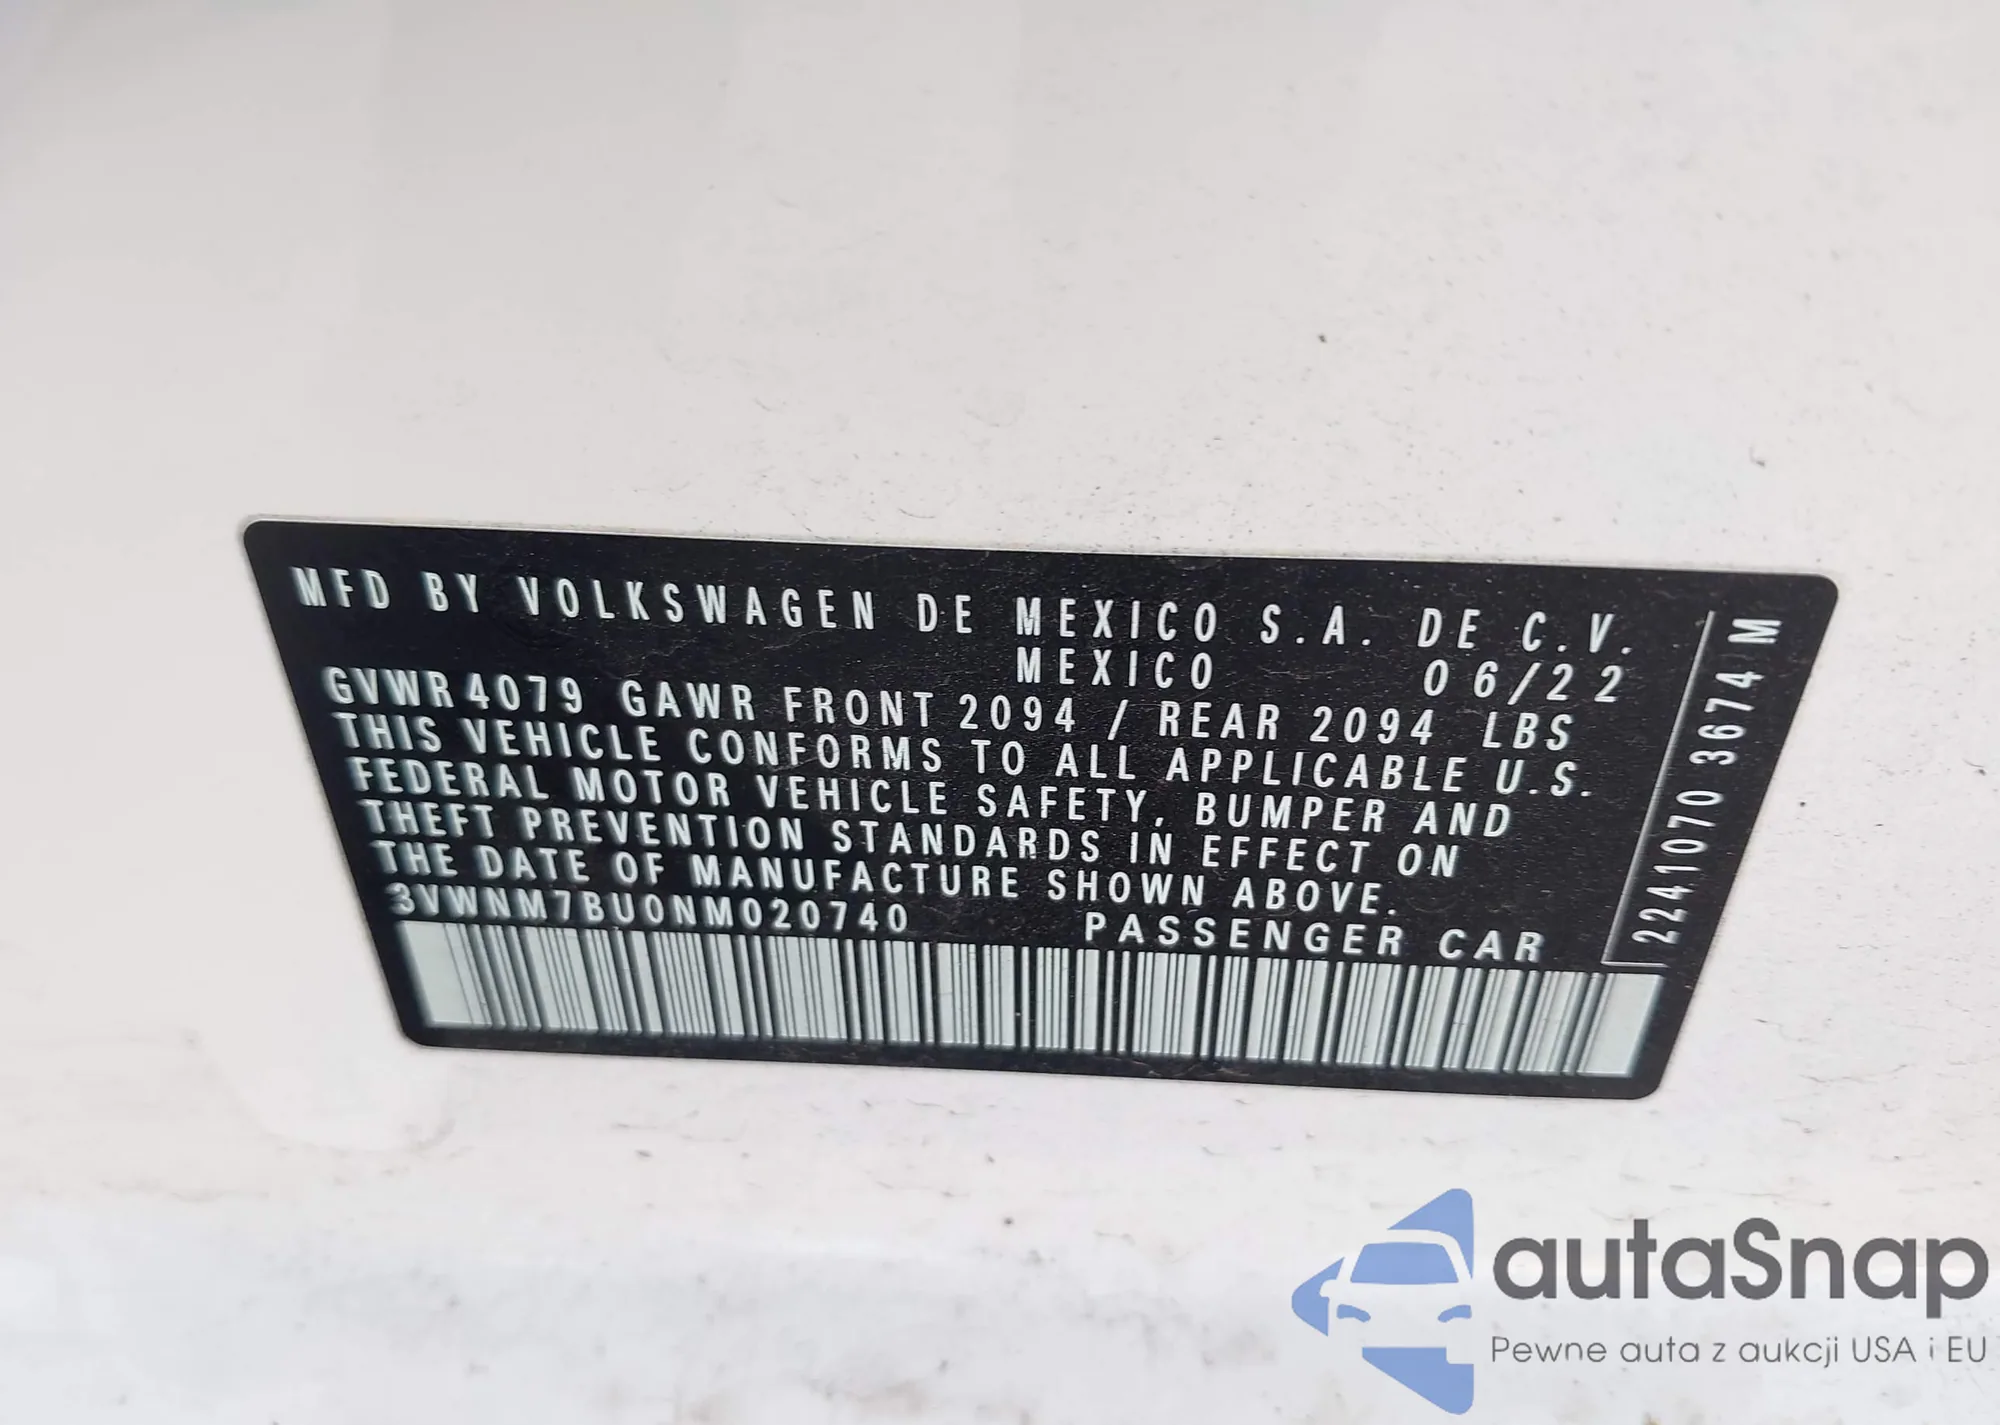 MFD BY VOLKSWAGEN DE MEXICO S.A. DE C.V.
MEXICO 06/22
GVWR 4079 GAWR FRONT 2094 / REAR 2094 LBS
THIS VEHICLE CONFORMS TO ALL APPLICABLE U.S.
FEDERAL MOTOR VEHICLE SAFETY, BUMPER AND
THEFT PREVENTION STANDARDS IN EFFECT ON
THE DATE OF MANUFACTURE SHOWN ABOVE.
3VWNM7BU0NM020740 PASSENGER CAR
2241070 3674 M
autaSnap
Pewne auta z aukcji USA i EU